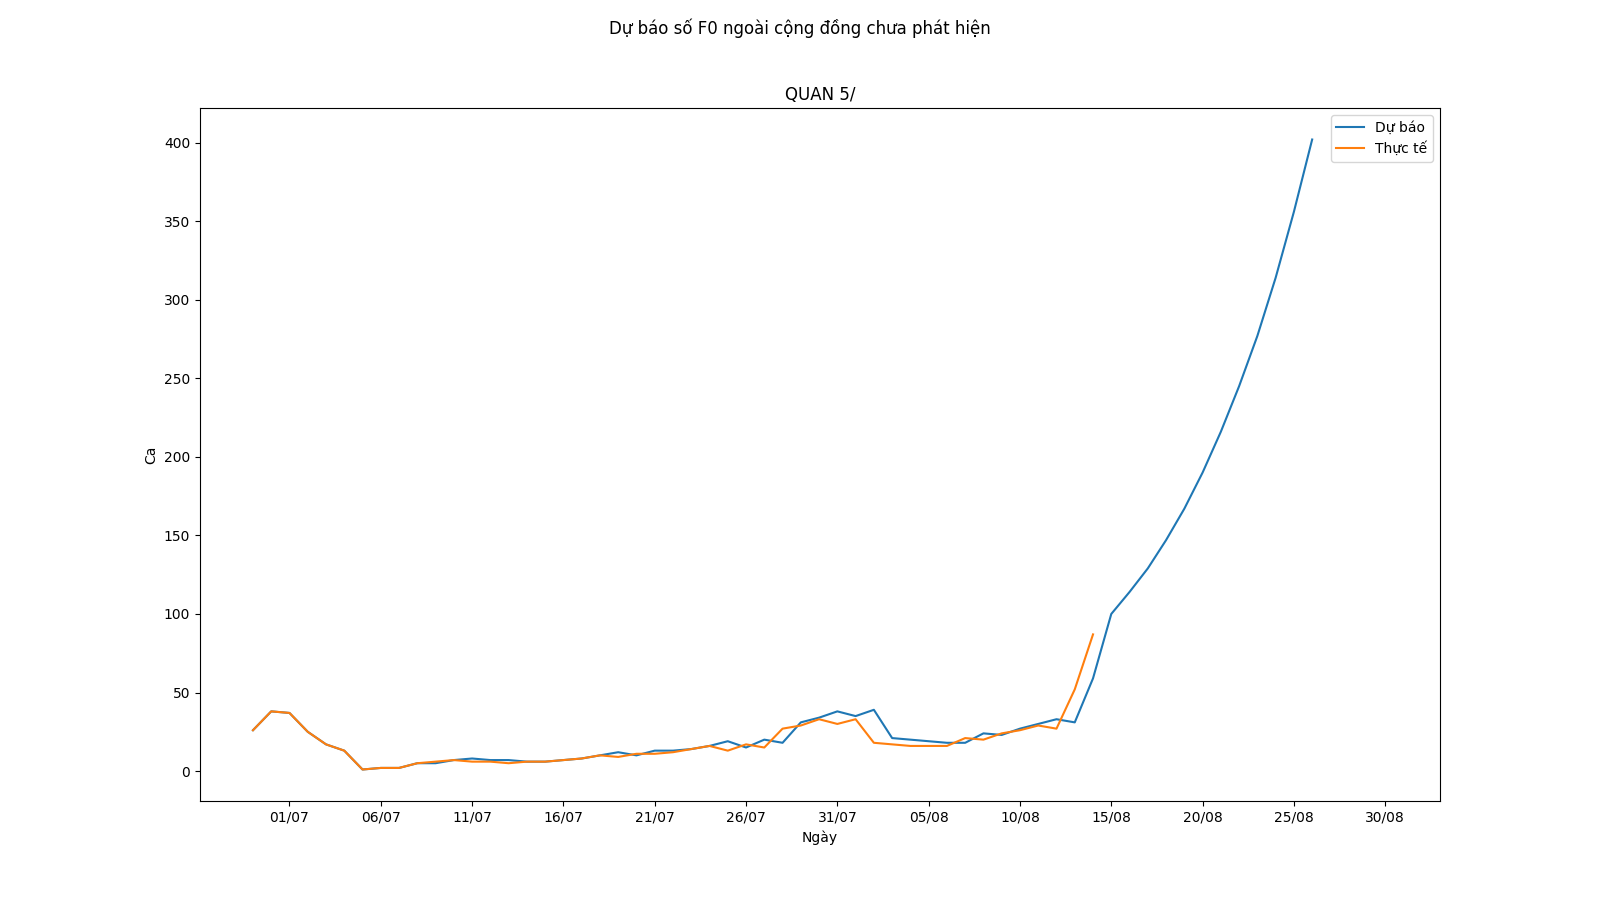 Dự báo số F0 ngoài cộng đồng chưa phát hiện
QUAN 5/
Dự báo
Thực tế
400
350
300
250
200
150
100
50
0
Ca
01/07 06/07 11/07 16/07 21/07 26/07 31/07 05/08 10/08 15/08 20/08 25/08 30/08
Ngày